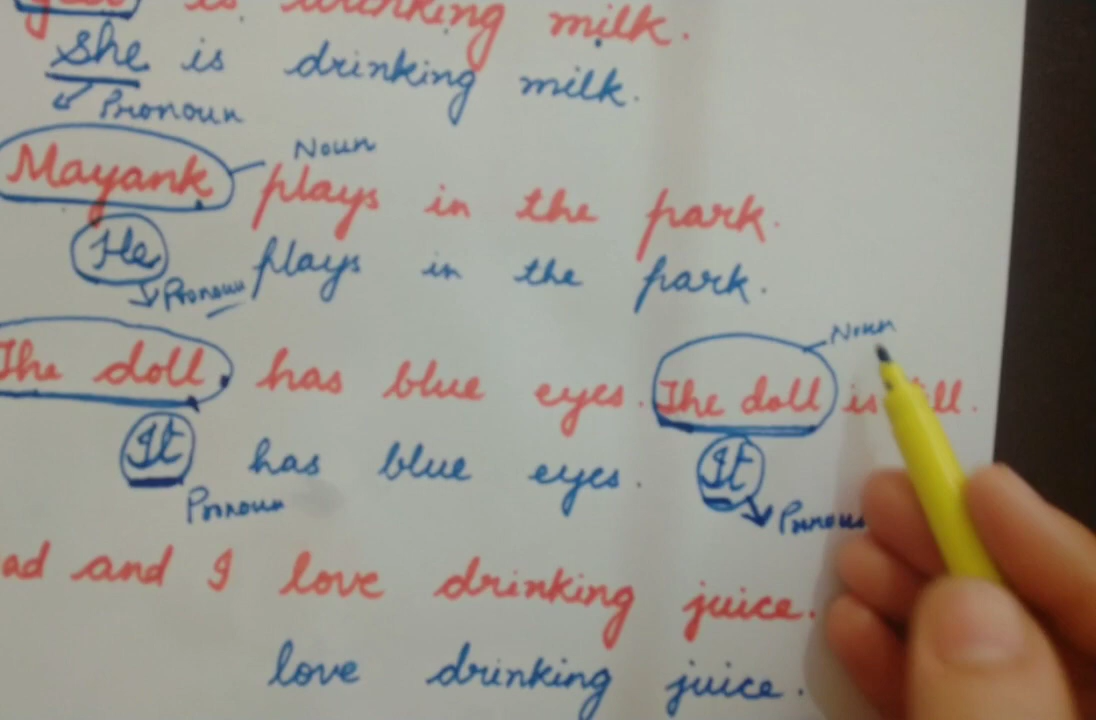 is drinking milk.
She is drinking milk.
Pronoun
Noun
Mayank plays in the park.
He plays in the park.
Pronoun
Noun
The doll has blue eyes. The doll is
It has blue eyes. It
Pronoun
ad and I love drinking juice.
love drinking juice.